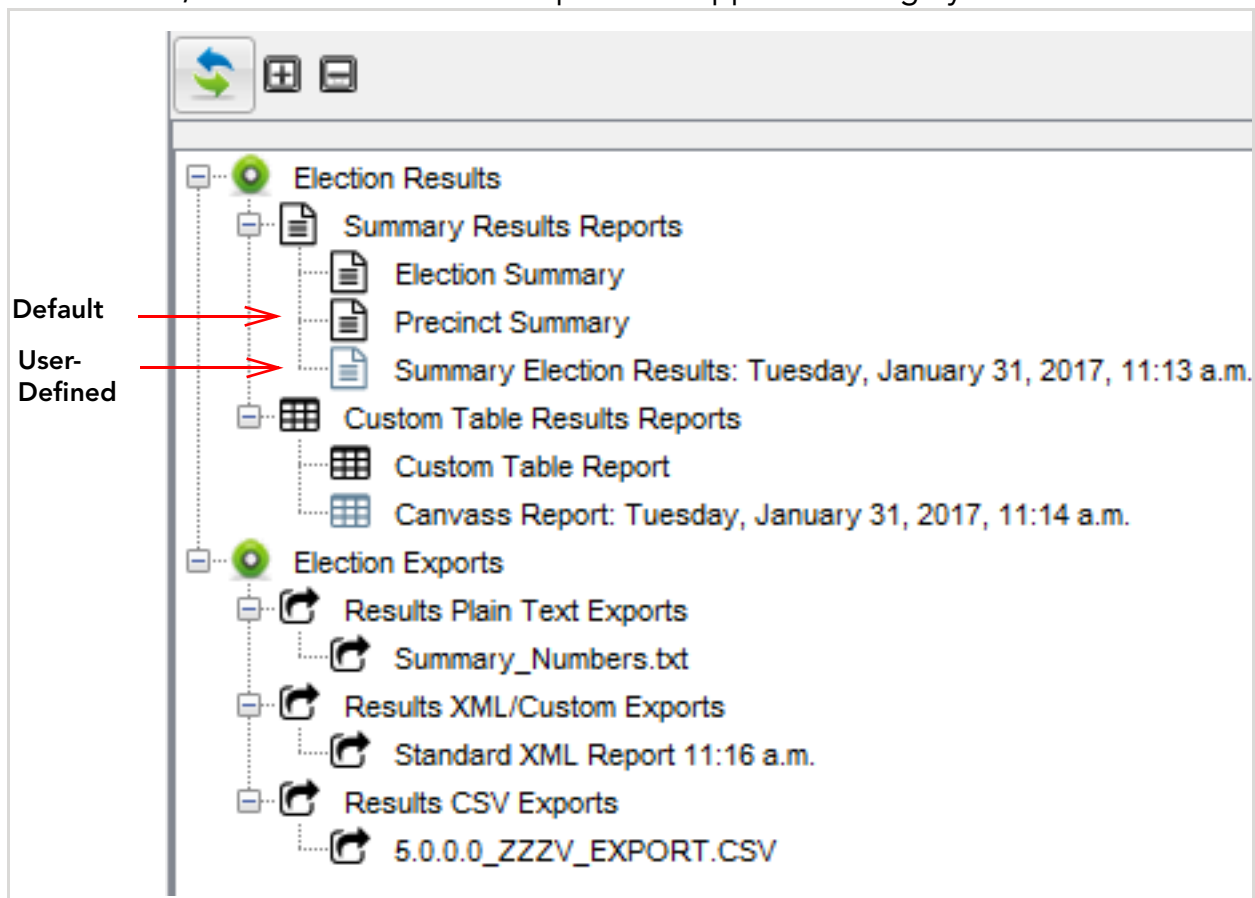 Election Results
Summary Results Reports
Election Summary
Default
Precinct Summary
User-
Defined
Summary Election Results: Tuesday, January 31, 2017, 11:13 a.m.
Custom Table Results Reports
Custom Table Report
Canvass Report: Tuesday, January 31, 2017, 11:14 a.m.
Election Exports
Results Plain Text Exports
Summary_Numbers.txt
Results XML/Custom Exports
Standard XML Report 11:16 a.m.
Results CSV Exports
5.0.0.0_ZZZV_EXPORT.CSV